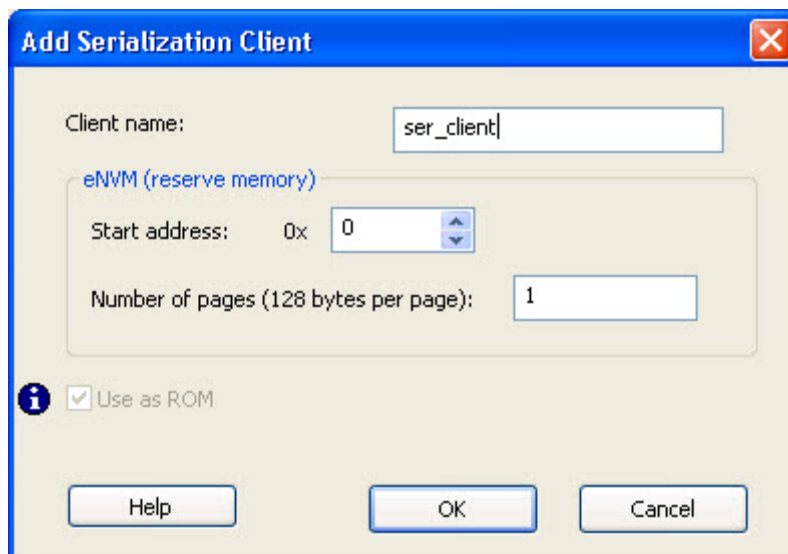 Add Serialization Client
Client name: ser_client
eNVM (reserve memory)
Start address: 0x 0
Number of pages (128 bytes per page): 1
Use as ROM
Help OK Cancel